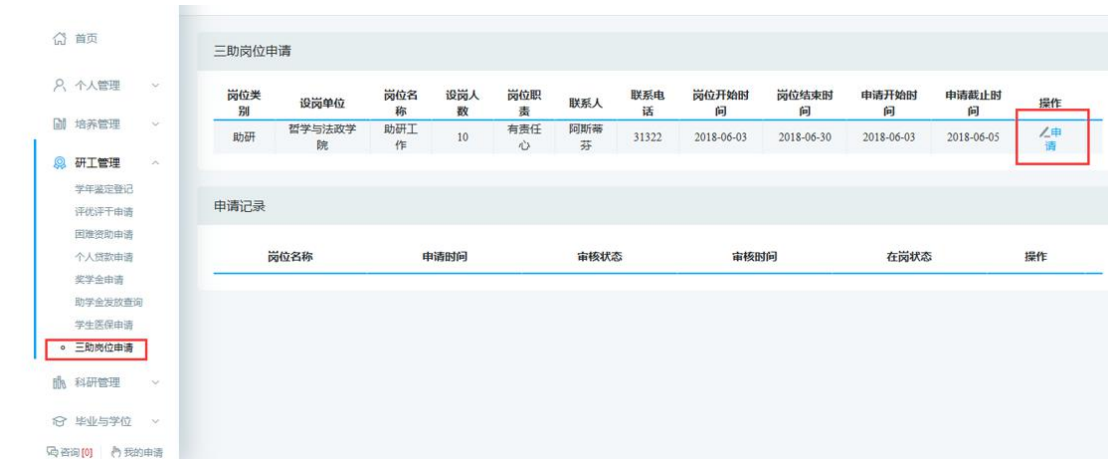 首页
个人管理
培养管理
研工管理
学年鉴定登记
评优评干申请
困难资助申请
个人贷款申请
奖学金申请
助学金发放查询
学生医保申请
三助岗位申请
科研管理
毕业与学位
咨询[0] 我的申请
三助岗位申请
岗位类别 设岗单位 岗位名称 设岗人数 岗位职责 联系人 联系电话 岗位开始时间 岗位结束时间 申请开始时间 申请截止时间 操作
助研 哲学与法政学院 助研工作 10 有责任心 阿斯蒂芬 31322 2018-06-03 2018-06-30 2018-06-03 2018-06-05 申请
申请记录
岗位名称 申请时间 审核状态 审核时间 在岗状态 操作